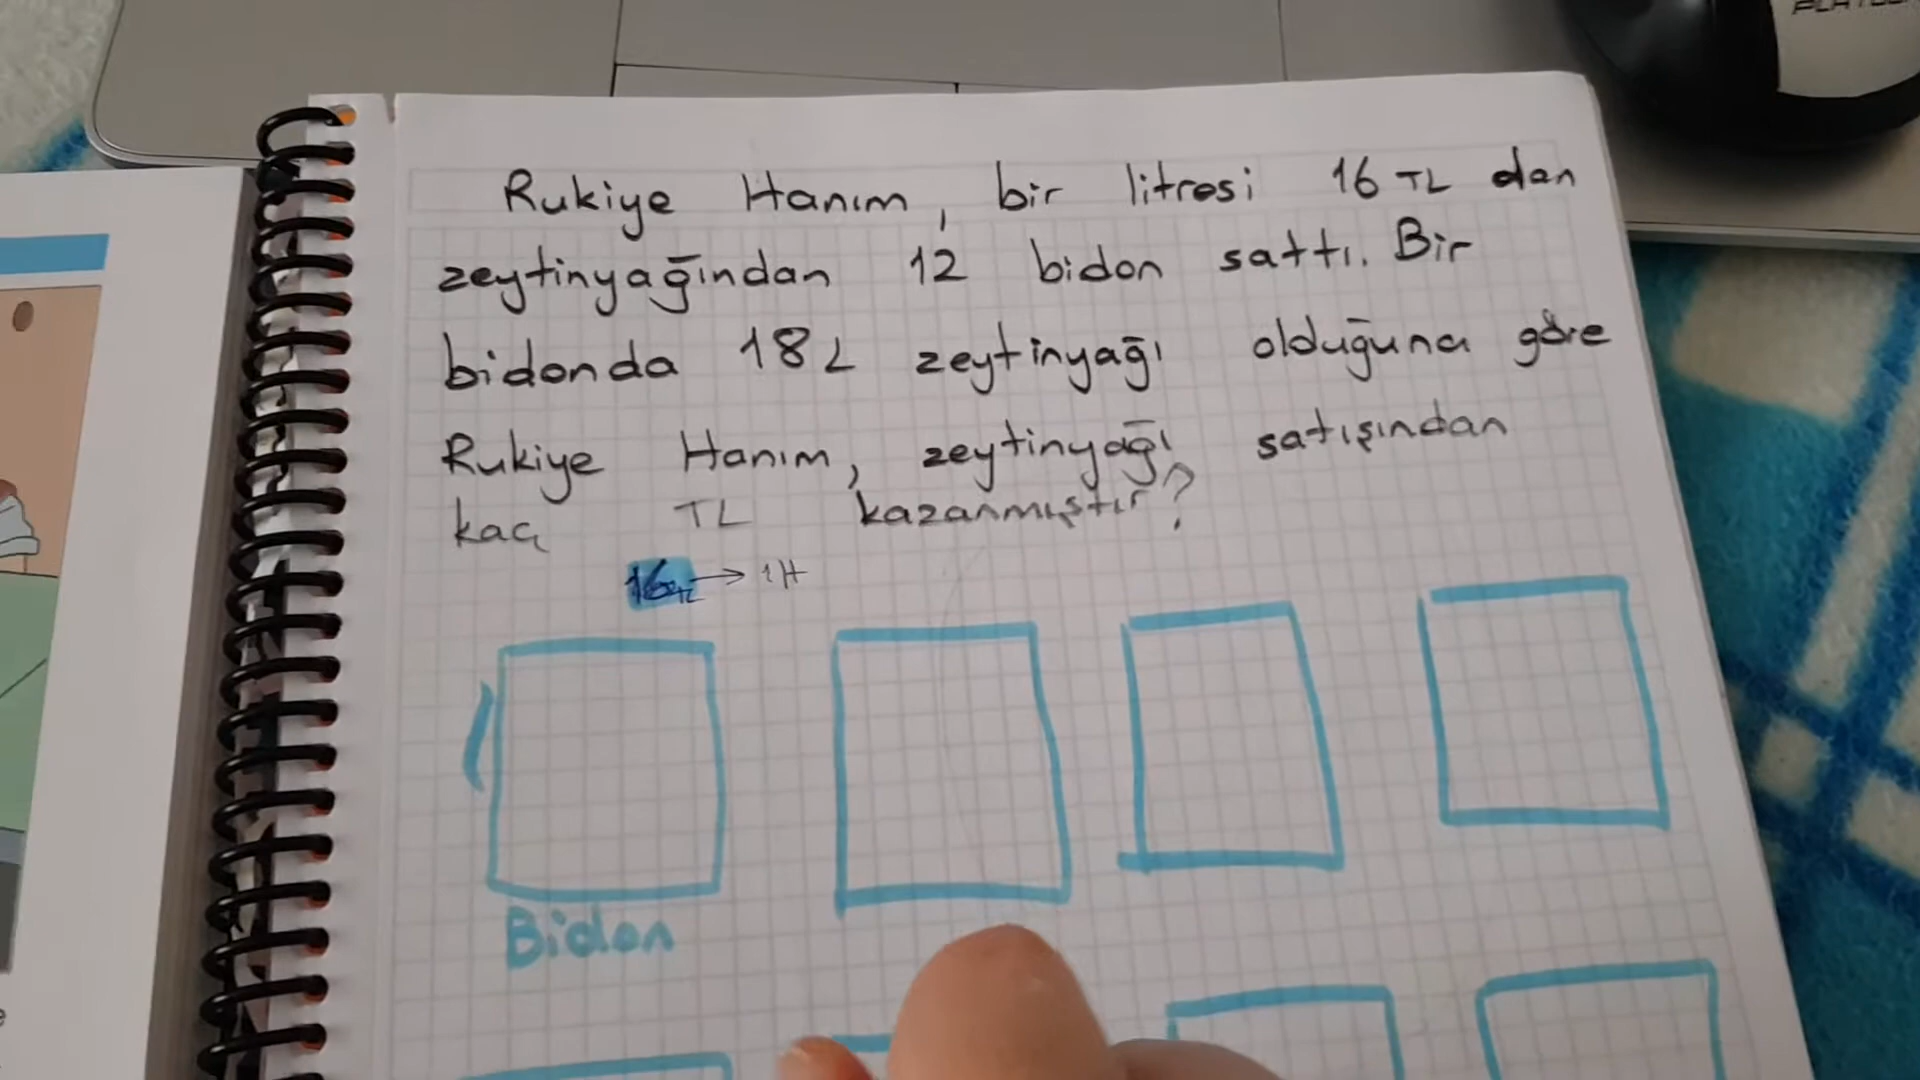 Rukiye Hanım, bir litresi 16 TL dan
zeytinyağından 12 bidon sattı. Bir
bidonda 18L zeytinyağı olduğuna göre
Rukiye Hanım, zeytinyağı satışından
kaç TL kazanmıştır?
16 TL → 1 lt
Bidon